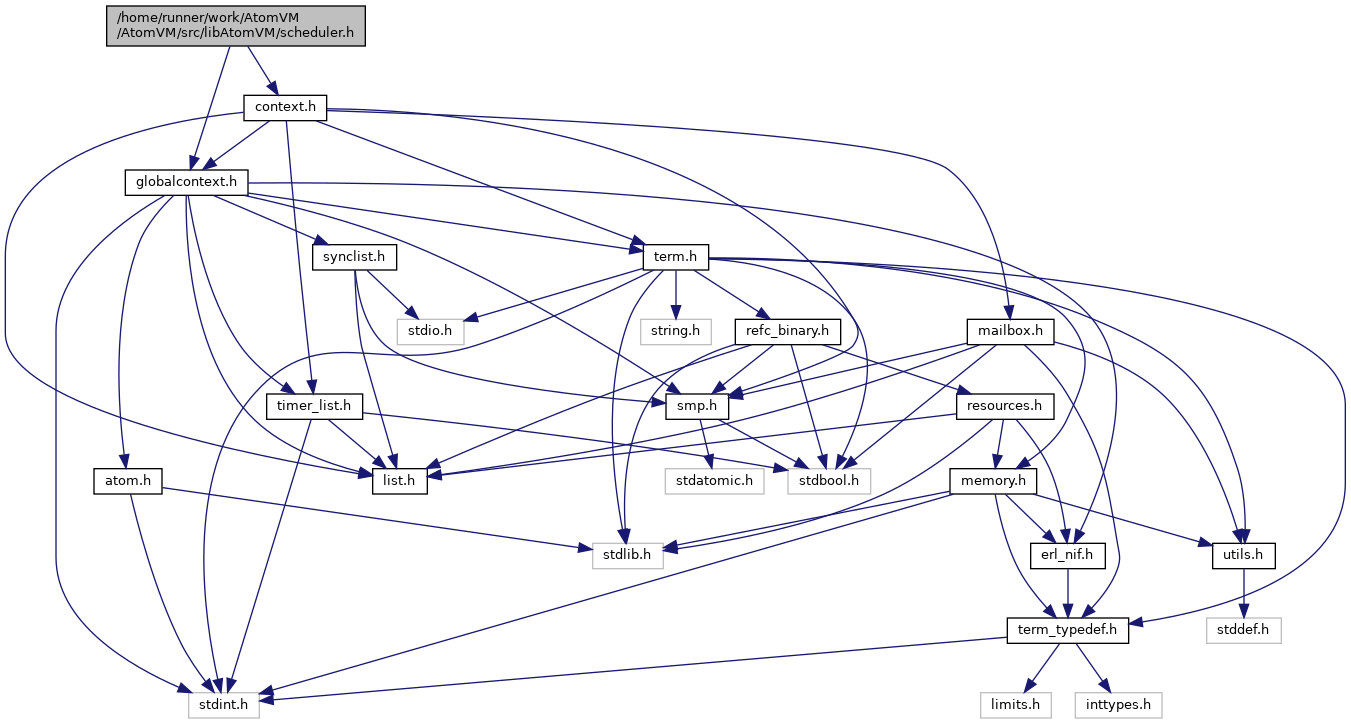 /home/runner/work/AtomVM
/AtomVM/src/libAtomVM/scheduler.h
context.h
globalcontext.h
synclist.h
term.h
stdio.h
string.h
refc_binary.h
mailbox.h
timer_list.h
smp.h
resources.h
atom.h
list.h
stdatomic.h
stdbool.h
memory.h
stdlib.h
erl_nif.h
utils.h
term_typedef.h
stddef.h
stdint.h
limits.h
inttypes.h